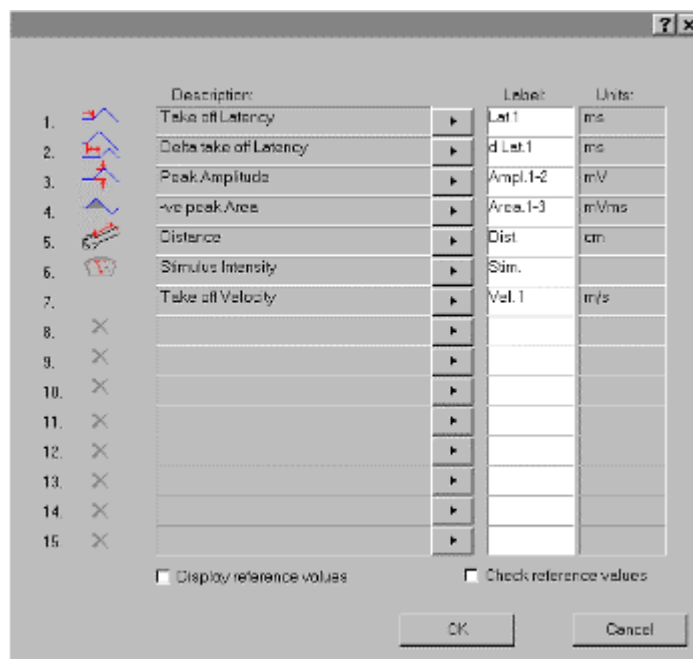 Description: Label: Units:
1. Take off Latency Lat.1 ms
2. Delta take off Latency d Lat.1 ms
3. Peak Amplitude Ampl.1-2 mV
4. -ve peak Area Area.1-3 mVms
5. Distance Dist. cm
6. Stimulus Intensity Stim.
7. Take off Velocity Vel.1 m/s
8.
9.
10.
11.
12.
13.
14.
15.
Display reference values Check reference values
OK Cancel